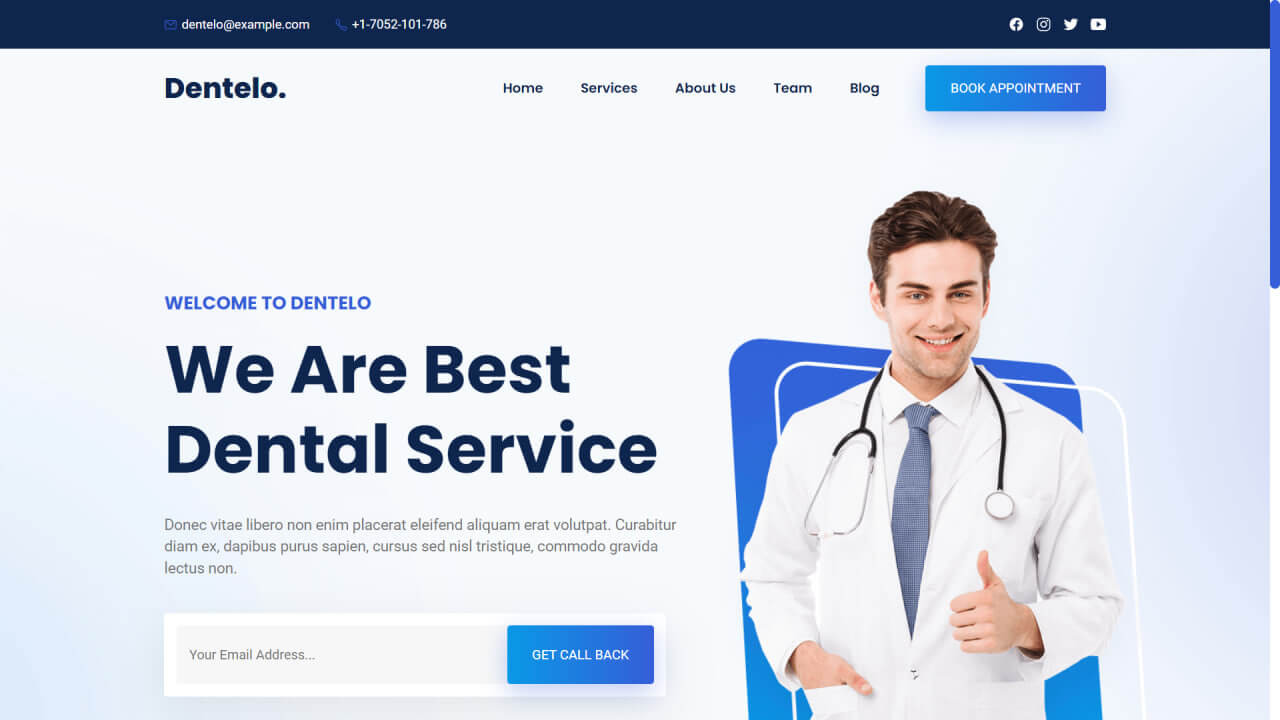 dentelo@example.com +1-7052-101-786
Dentelo. Home Services About Us Team Blog BOOK APPOINTMENT
WELCOME TO DENTELO
We Are Best
Dental Service
Donec vitae libero non enim placerat eleifend aliquam erat volutpat. Curabitur
diam ex, dapibus purus sapien, cursus sed nisl tristique, commodo gravida
lectus non.
Your Email Address... GET CALL BACK